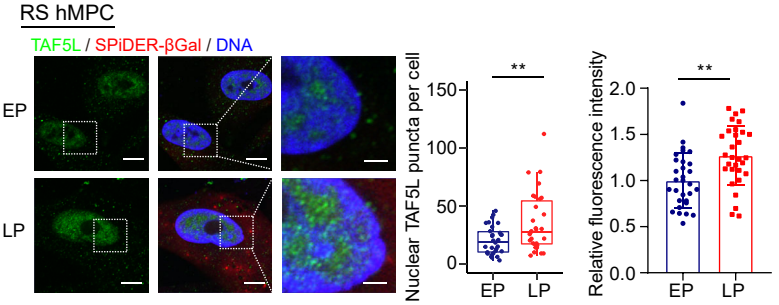 RS hMPC
TAF5L / SPiDER-βGal / DNA
EP
LP
Nuclear TAF5L puncta per cell
150
100
50
0
**
EP LP
Relative fluorescence intensity
2.0
1.5
1.0
0.5
0.0
**
EP LP